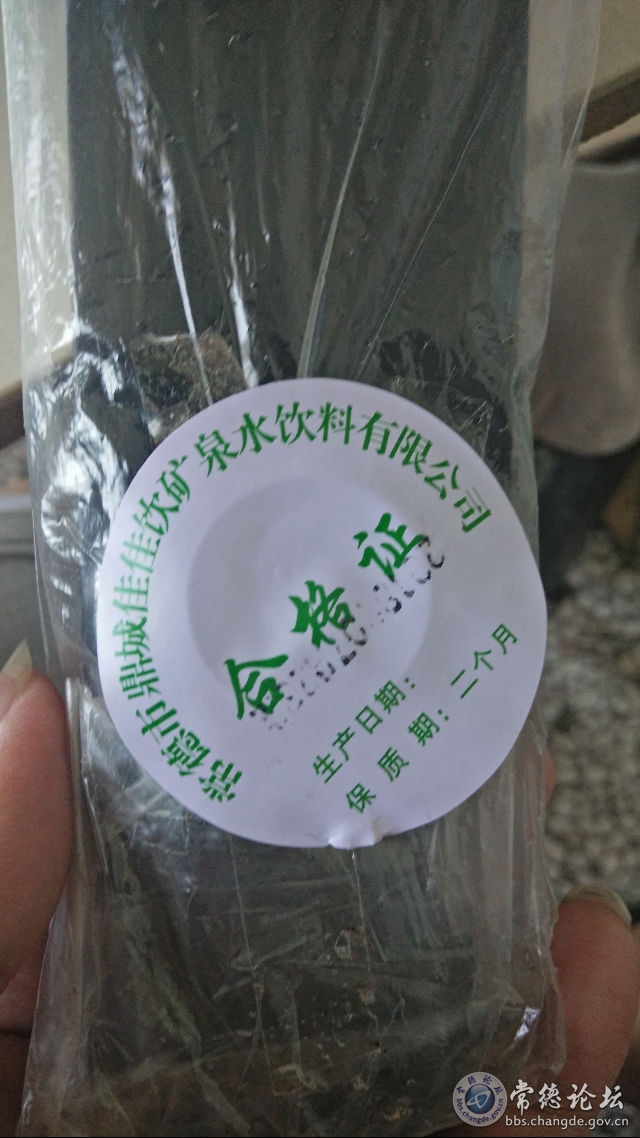 常德市鼎城佳佳饮矿泉水饮料有限公司
合格证
生产日期：
保质期：二个月
常德论坛
bbs.changde.gov.cn